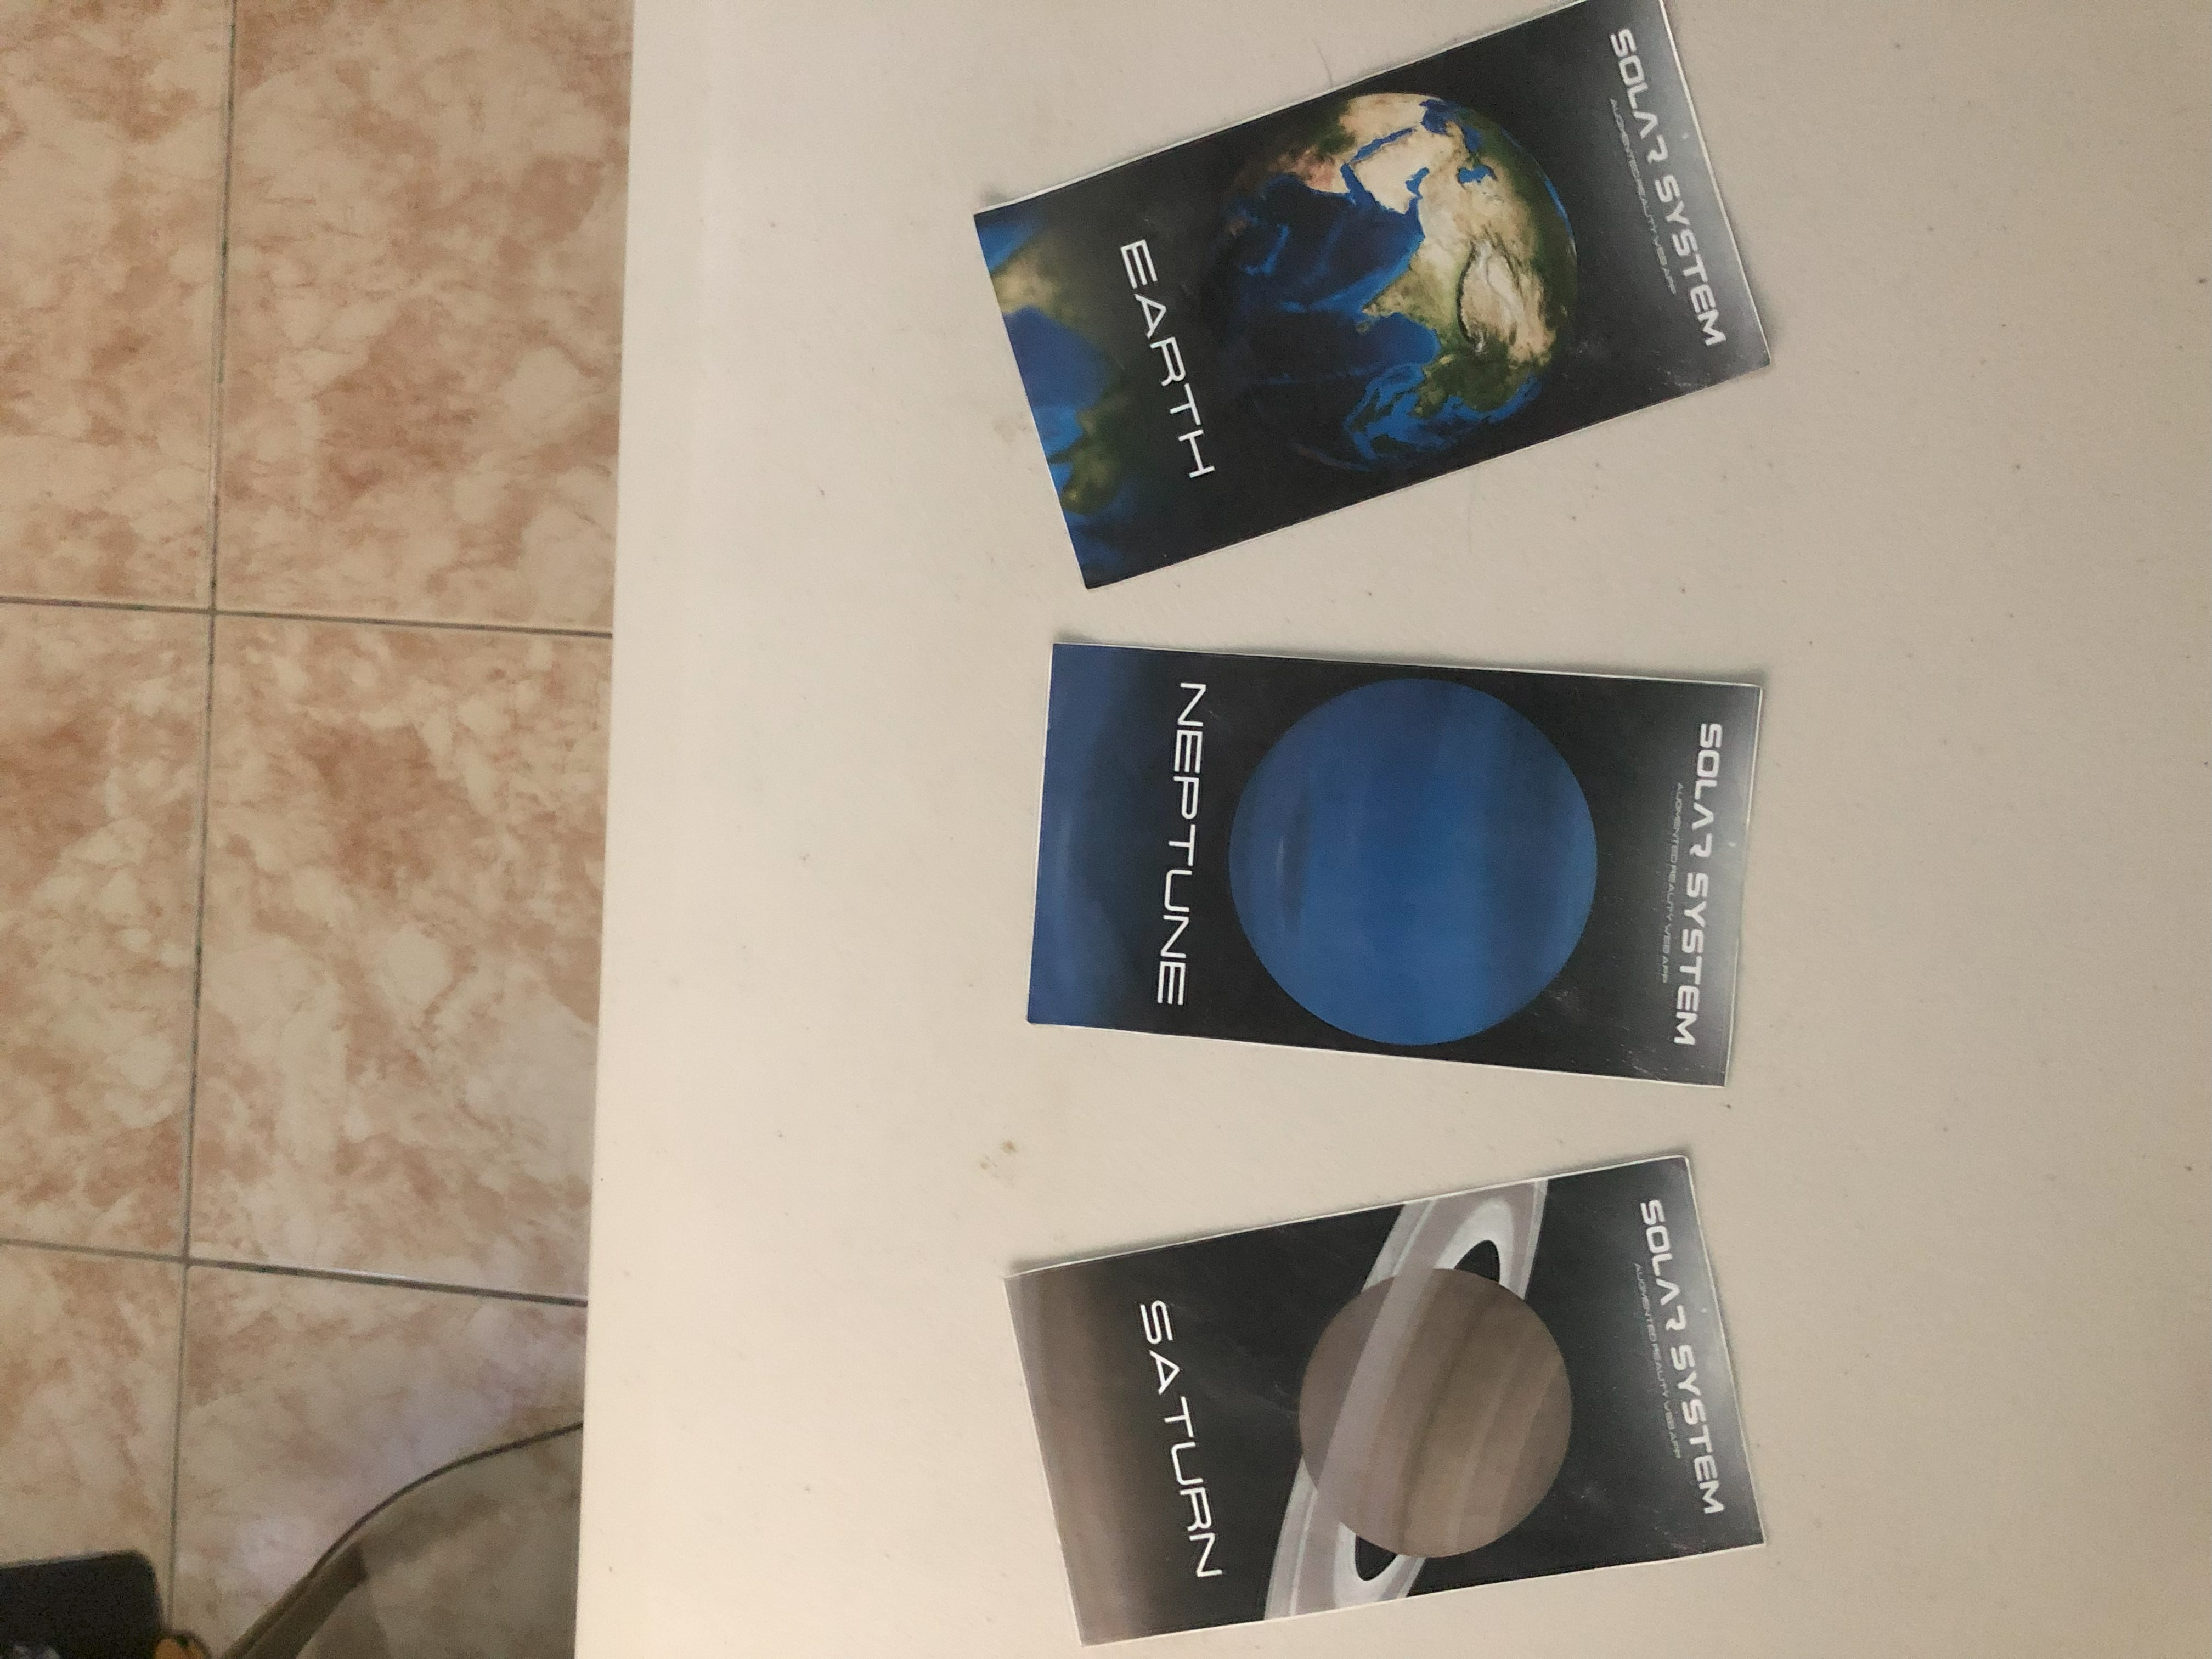 SOLAR SYSTEM
AUGMENTED REALITY WEB APP
EARTH
SOLAR SYSTEM
AUGMENTED REALITY WEB APP
NEPTUNE
SOLAR SYSTEM
AUGMENTED REALITY WEB APP
SATURN